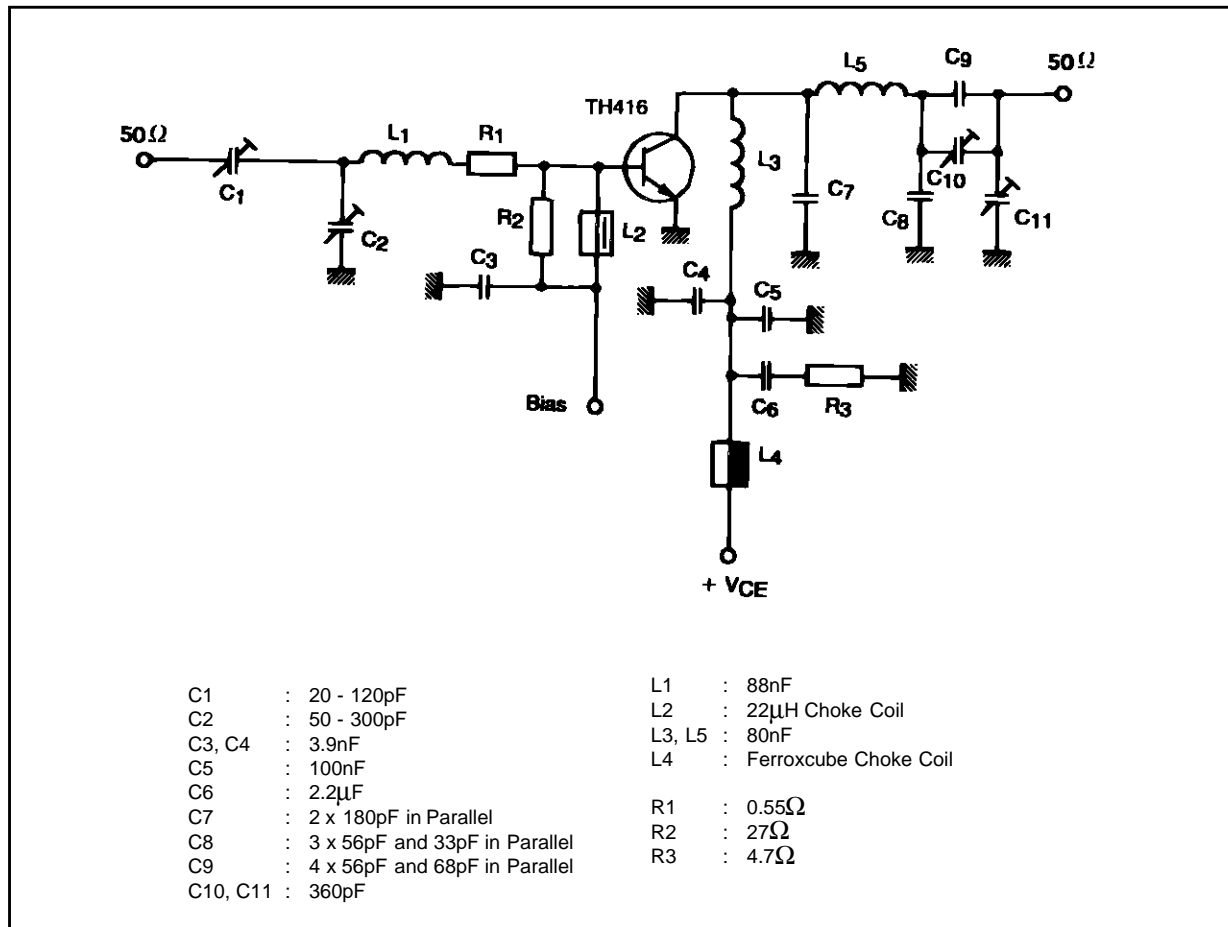 50Ω
C1
C2
L1
R1
R2
L2
C3
Bias
TH416
L3
L5
C9
50Ω
C7
C8
C10
C11
C4
C5
C6
R3
L4
+ VCE
C1 : 20 - 120pF
C2 : 50 - 300pF
C3, C4 : 3.9nF
C5 : 100nF
C6 : 2.2µF
C7 : 2 x 180pF in Parallel
C8 : 3 x 56pF and 33pF in Parallel
C9 : 4 x 56pF and 68pF in Parallel
C10, C11 : 360pF
L1 : 88nF
L2 : 22µH Choke Coil
L3, L5 : 80nF
L4 : Ferroxcube Choke Coil
R1 : 0.55Ω
R2 : 27Ω
R3 : 4.7Ω